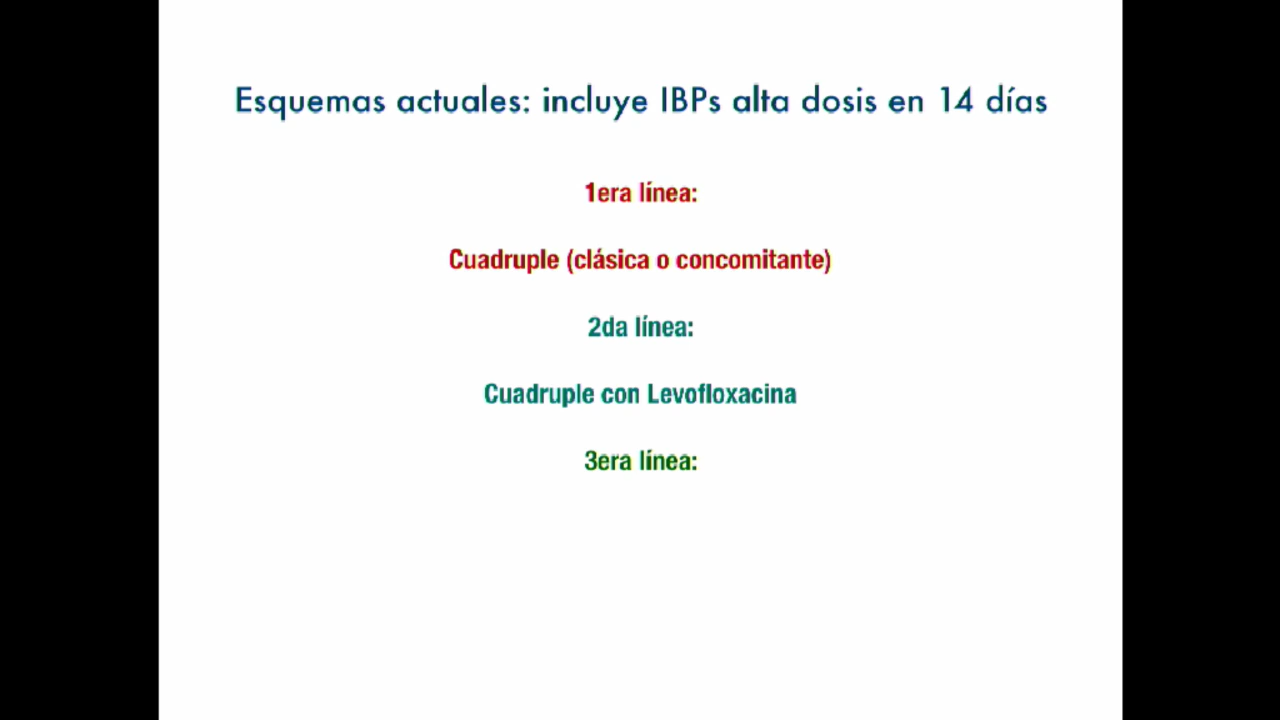 Esquemas actuales: incluye IBPs alta dosis en 14 días
1era línea:
Cuadruple (clásica o concomitante)
2da línea:
Cuadruple con Levofloxacina
3era línea: